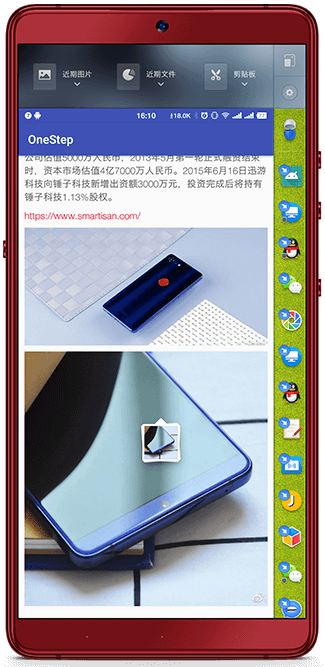 近期图片
近期文件
剪贴板
16:10
18.0K
77
OneStep
公司估值5000万人民币，2013年5月第一轮正式融资结束
时，资本市场估值4亿7000万人民币。2015年6月16日迅游
科技向锤子科技新增出资额3000万元，投资完成后将持有
锤子科技1.13%股权。
https://www.smartisan.com/